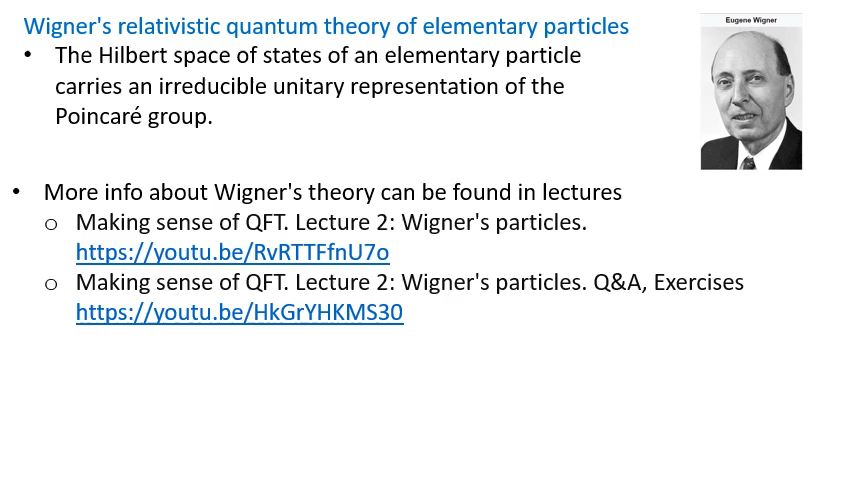 Wigner's relativistic quantum theory of elementary particles
Eugene Wigner
• The Hilbert space of states of an elementary particle
carries an irreducible unitary representation of the
Poincaré group.
• More info about Wigner's theory can be found in lectures
o Making sense of QFT. Lecture 2: Wigner's particles.
https://youtu.be/RvRTTFfnU7o
o Making sense of QFT. Lecture 2: Wigner's particles. Q&A, Exercises
https://youtu.be/HkGrYHKMS30